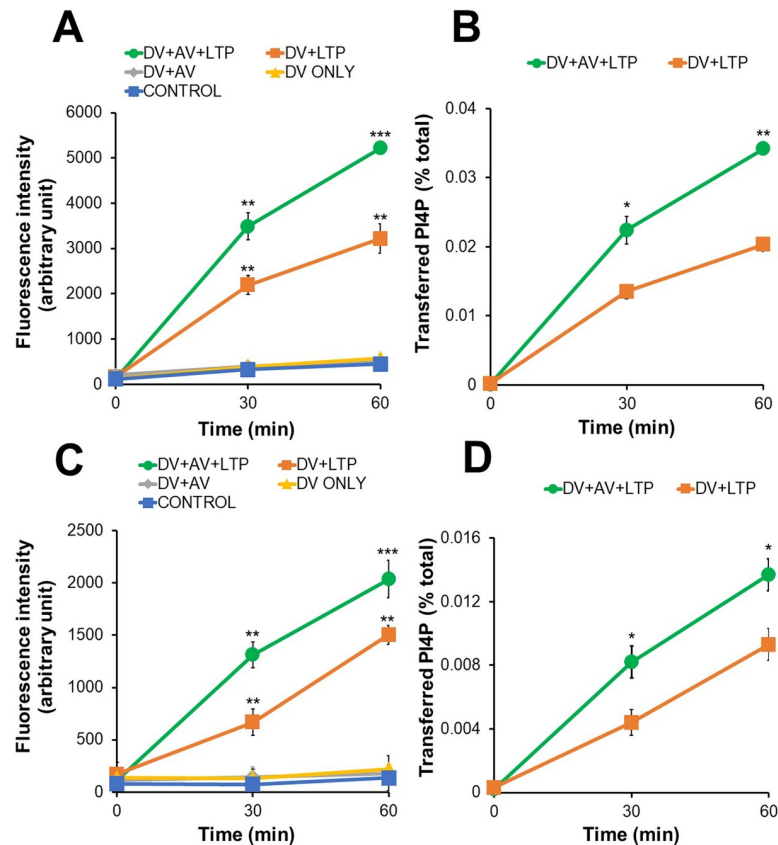 A
DV+AV+LTP DV+LTP
DV+AV DV ONLY
CONTROL
Fluorescence intensity
(arbitrary unit)
6000
5000
4000
3000
2000
1000
0
**
***
**
**
0 30 60
Time (min)
B
DV+AV+LTP DV+LTP
Transferred PI4P (% total)
0.04
0.03
0.02
0.01
0
*
**
0 30 60
Time (min)
C
DV+AV+LTP DV+LTP
DV+AV DV ONLY
CONTROL
Fluorescence intensity
(arbitrary unit)
2500
2000
1500
1000
500
0
**
***
**
**
0 30 60
Time (min)
D
DV+AV+LTP DV+LTP
Transferred PI4P (% total)
0.016
0.012
0.008
0.004
0
*
*
0 30 60
Time (min)